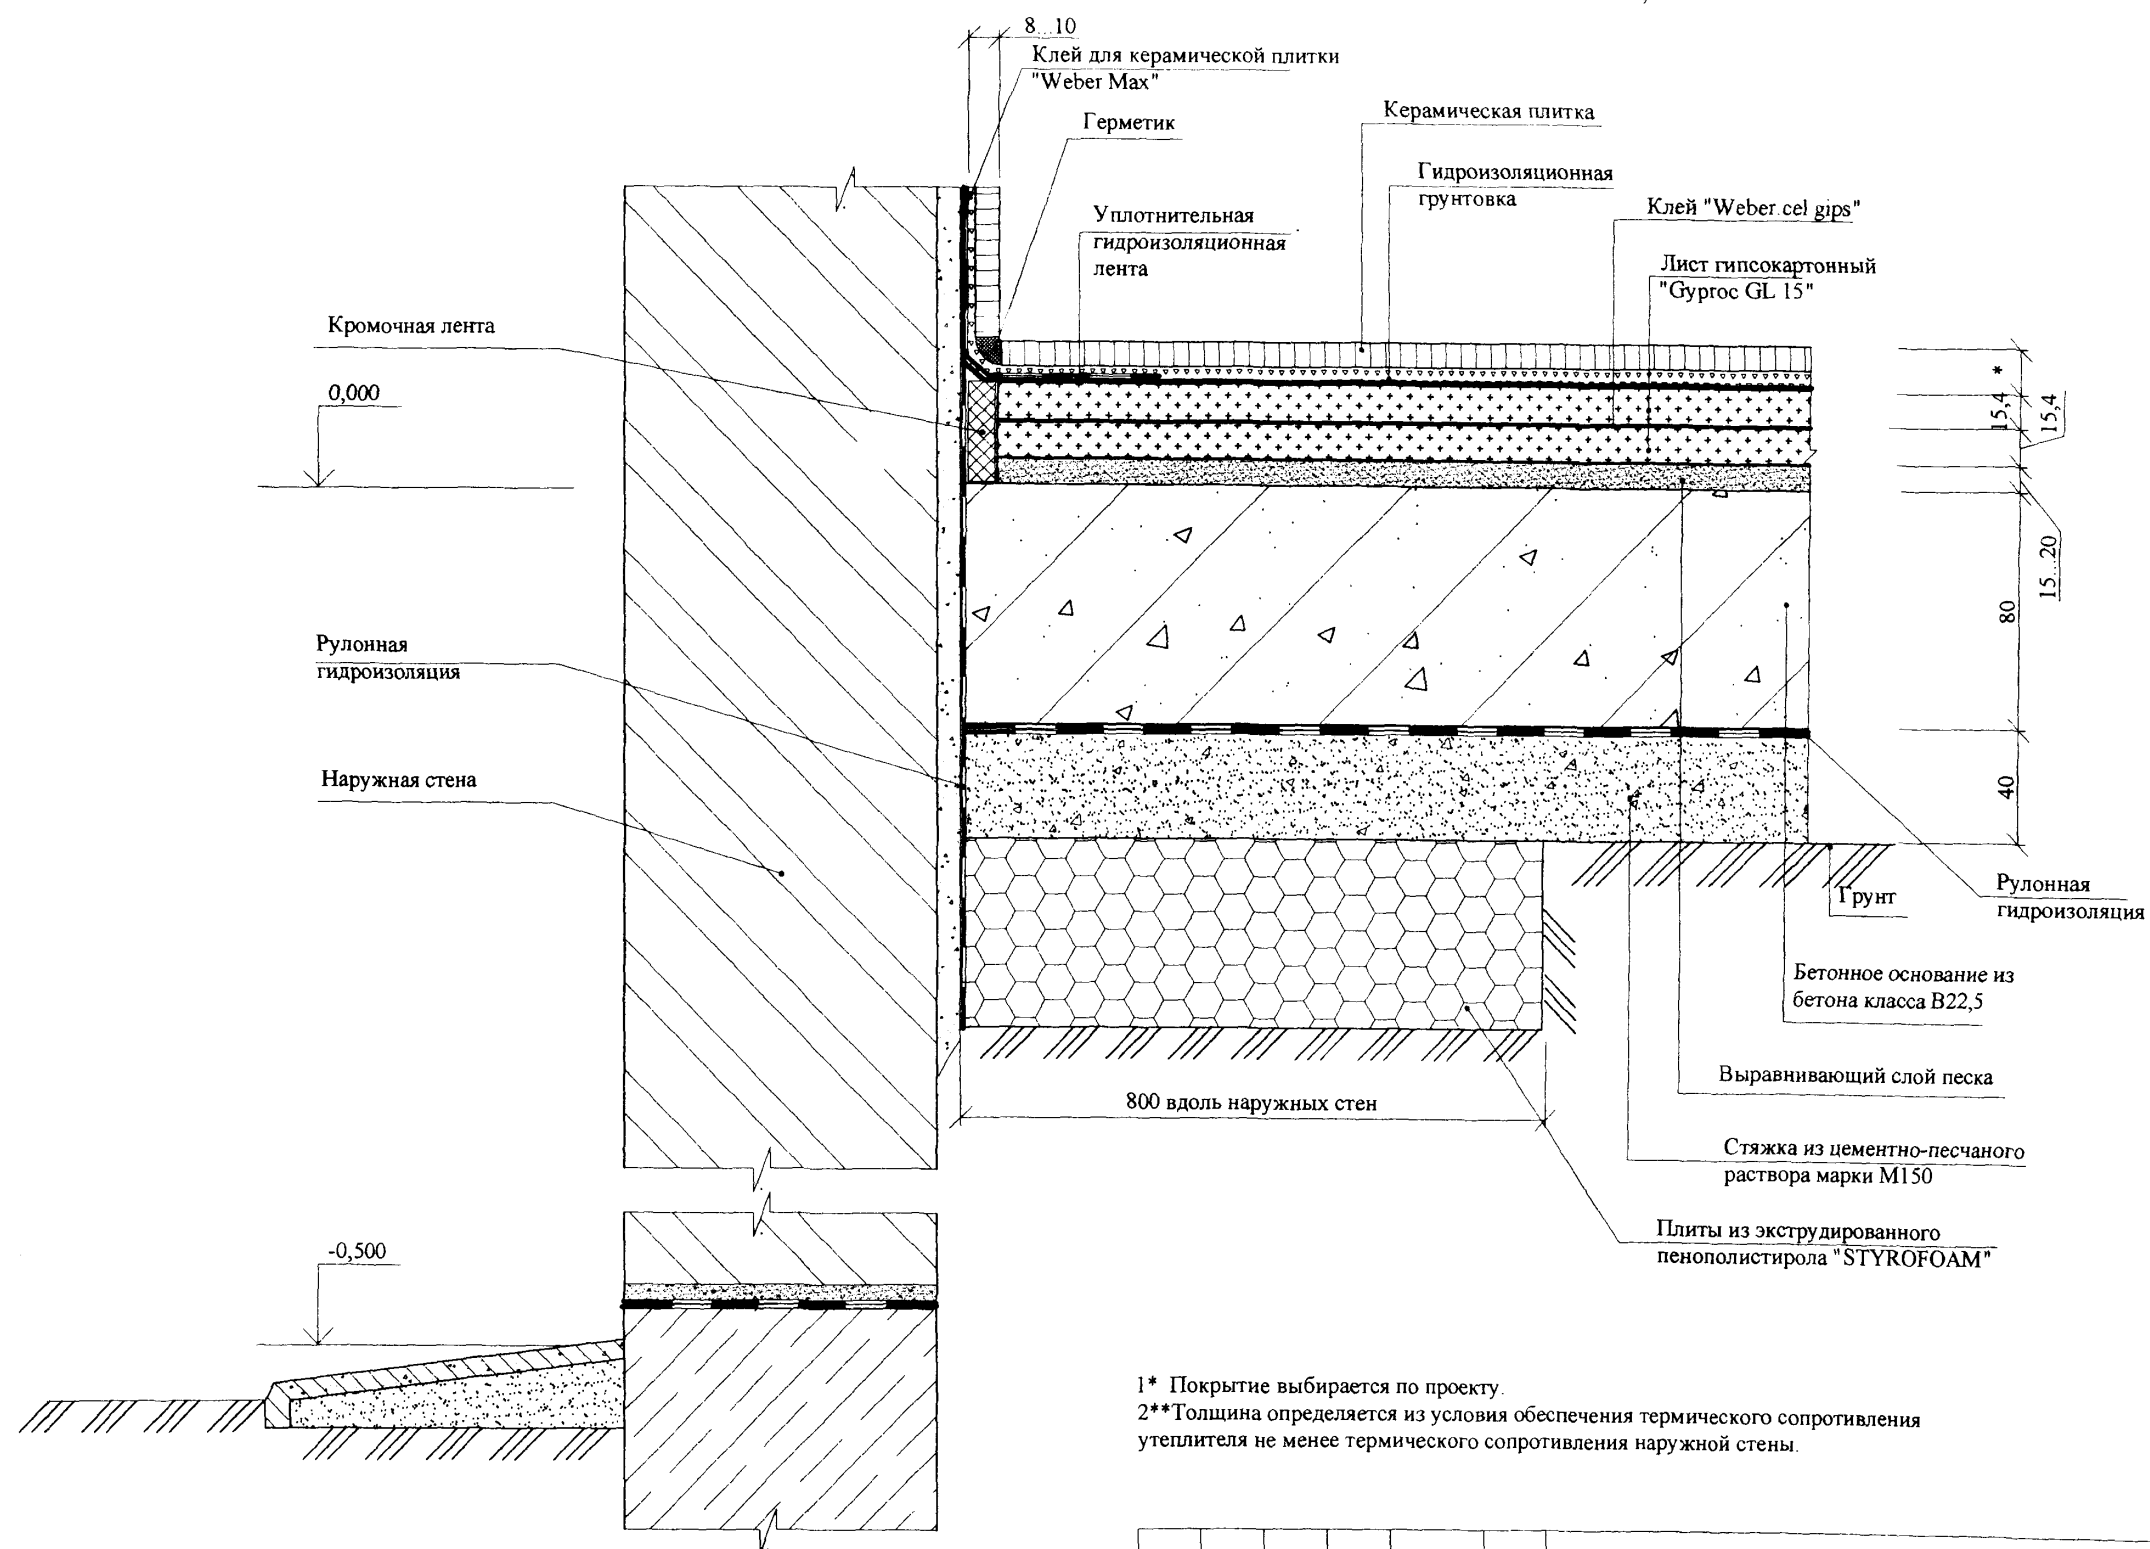 8...10
Клей для керамической плитки
"Weber Max"
Герметик
Керамическая плитка
Гидроизоляционная
грунтовка
Клей "Weber.cel gips"
Уплотнительная
гидроизоляционная
лента
Лист гипсокартонный
"Gyproc GL 15"
Кромочная лента
0,000
*
15,4
15,4
15...20
80
40
Рулонная
гидроизоляция
Наружная стена
Грунт
Рулонная
гидроизоляция
Бетонное основание из
бетона класса В22,5
Выравнивающий слой песка
800 вдоль наружных стен
Стяжка из цементно-песчаного
раствора марки М150
Плиты из экструдированного
пенополистирола "STYROFOAM"
-0,500
1* Покрытие выбирается по проекту.
2**Толщина определяется из условия обеспечения термического сопротивления
утеплителя не менее термического сопротивления наружной стены.